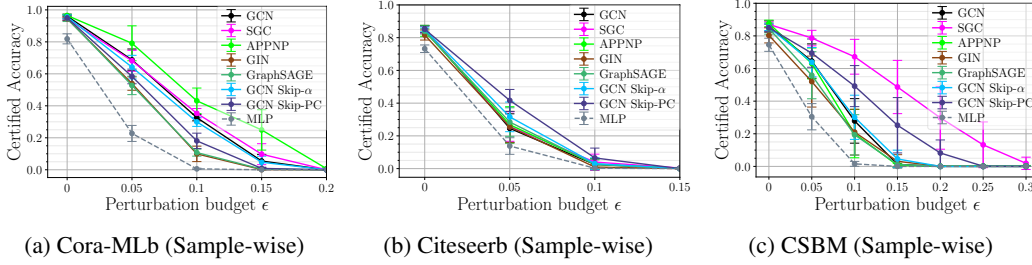 Certified Accuracy
1.0
0.8
0.6
0.4
0.2
0.0
0
0.05
0.1
0.15
0.2
Perturbation budget ϵ
GCN
SGC
APPNP
GIN
GraphSAGE
GCN Skip-α
GCN Skip-PC
MLP
(a) Cora-MLb (Sample-wise)
Certified Accuracy
1.0
0.8
0.6
0.4
0.2
0.0
0
0.05
0.1
0.15
Perturbation budget ϵ
GCN
SGC
APPNP
GIN
GraphSAGE
GCN Skip-α
GCN Skip-PC
MLP
(b) Citeseerb (Sample-wise)
Certified Accuracy
1.0
0.8
0.6
0.4
0.2
0.0
0
0.05
0.1
0.15
0.2
0.25
0.3
Perturbation budget ϵ
GCN
SGC
APPNP
GIN
GraphSAGE
GCN Skip-α
GCN Skip-PC
MLP
(c) CSBM (Sample-wise)